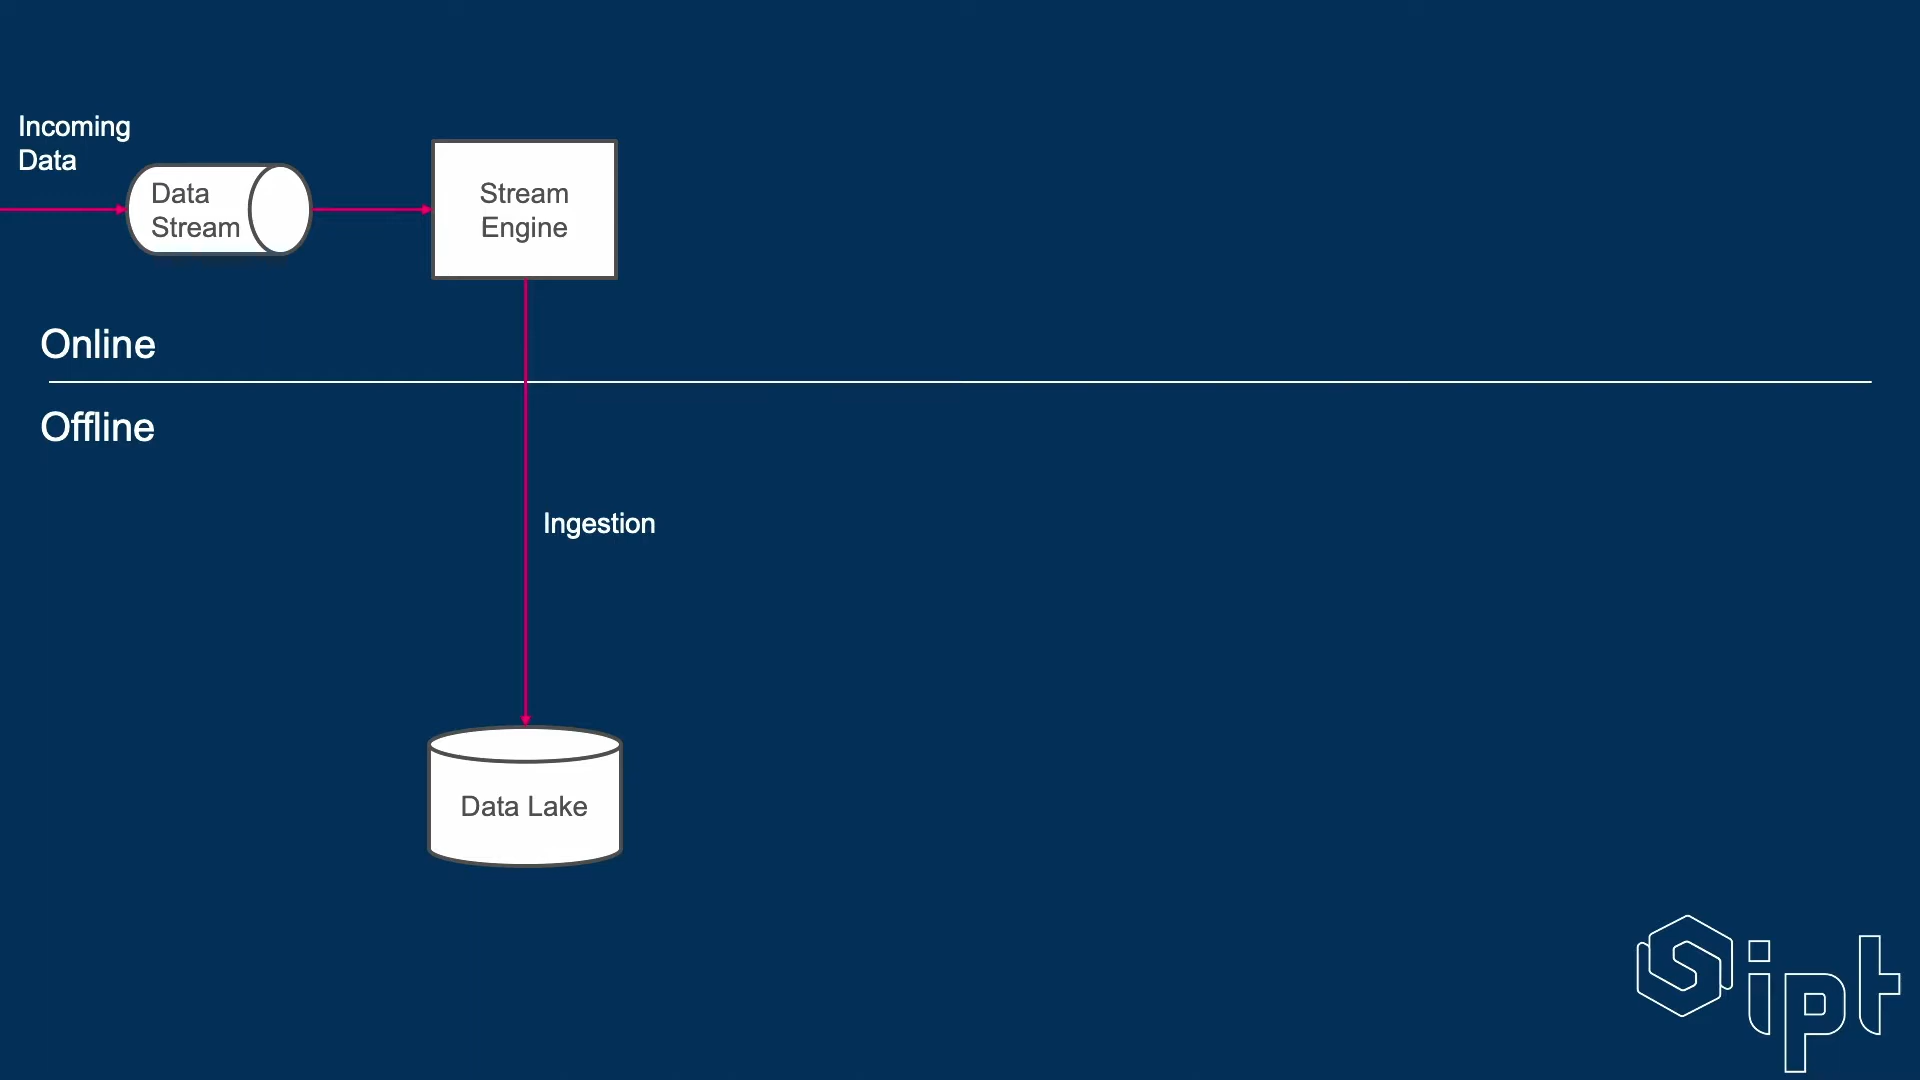 Incoming
Data
Data
Stream
Stream
Engine
Online
Offline
Ingestion
Data Lake
ipt